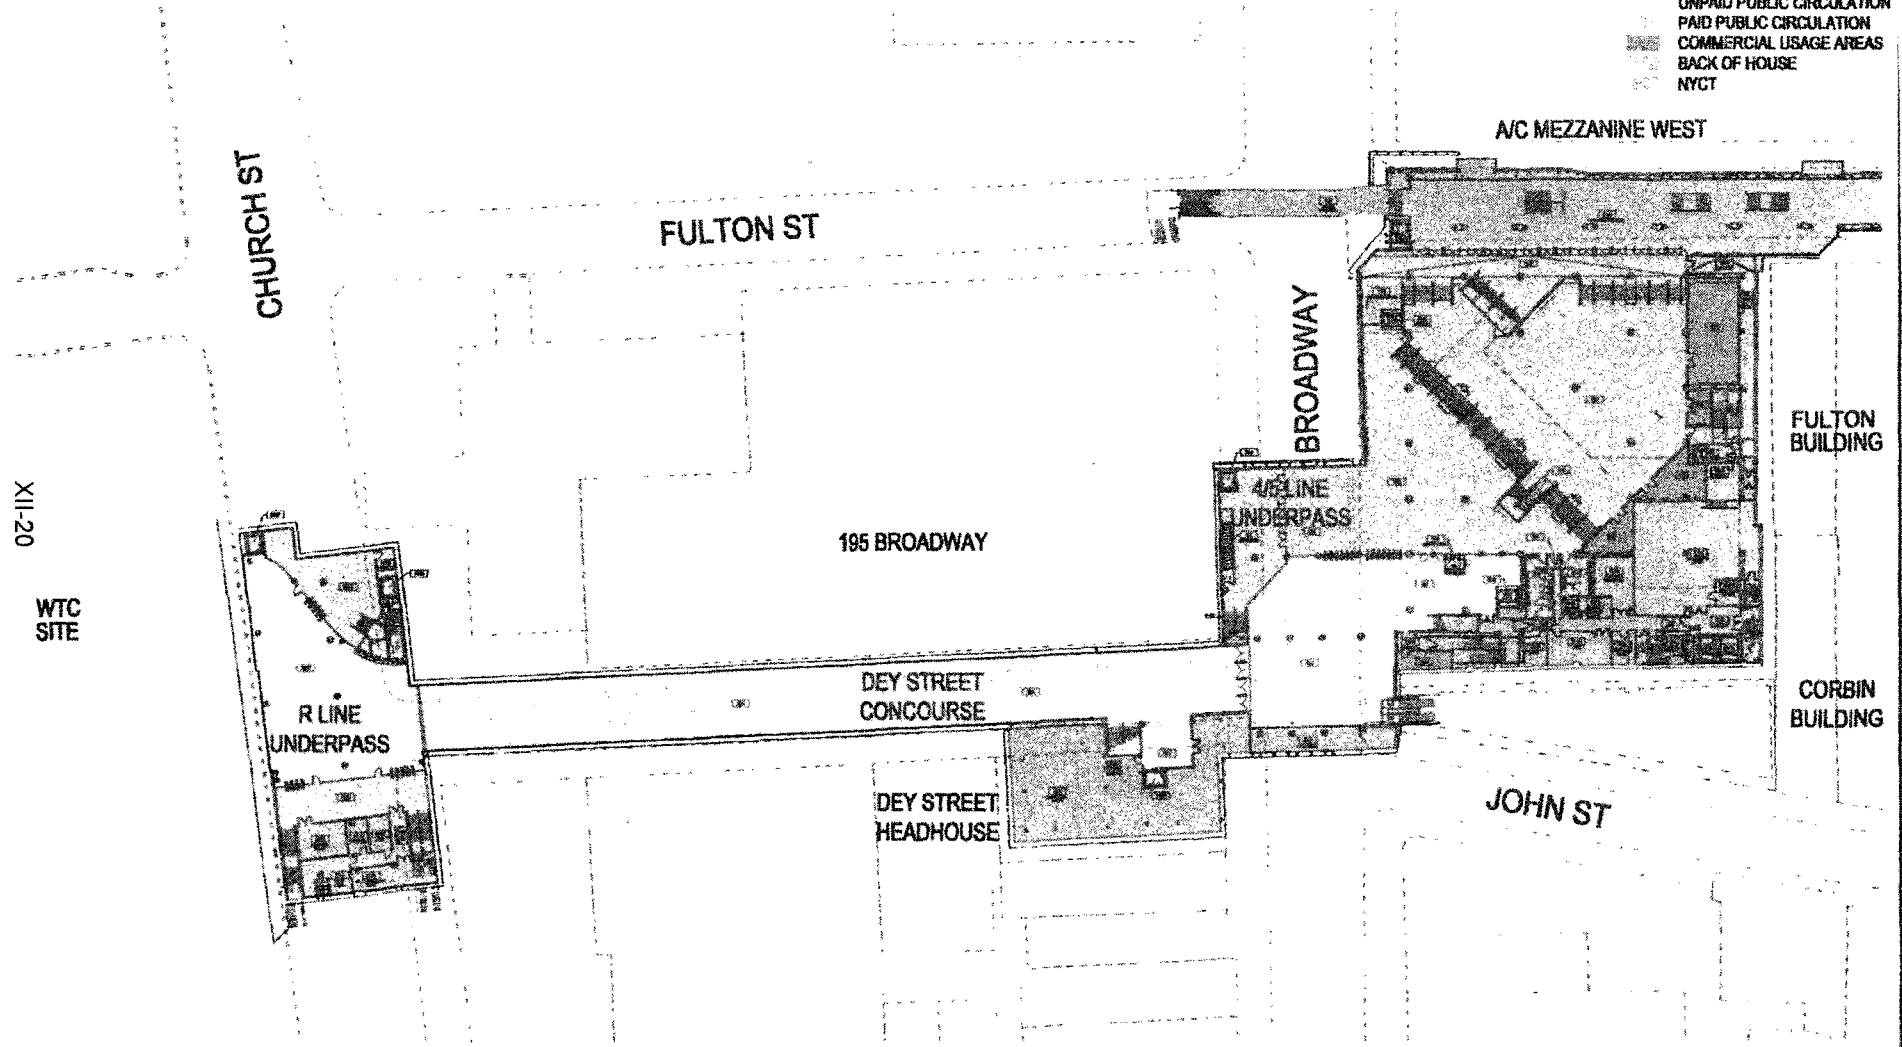 UNPAID PUBLIC CIRCULATION
PAID PUBLIC CIRCULATION
COMMERCIAL USAGE AREAS
BACK OF HOUSE
NYCT
A/C MEZZANINE WEST
CHURCH ST
FULTON ST
BROADWAY
FULTON
BUILDING
4/5 LINE
UNDERPASS
195 BROADWAY
XII-20
WTC
SITE
DEY STREET
CONCOURSE
R LINE
UNDERPASS
CORBIN
BUILDING
DEY STREET
HEADHOUSE
JOHN ST